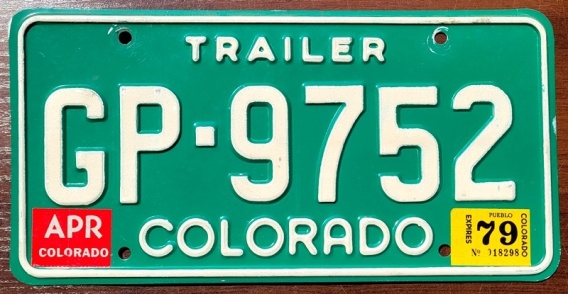 TRAILER
GP·9752
APR
COLORADO
COLORADO
PUEBLO
EXPIRES
79
COLORADO
No 018298